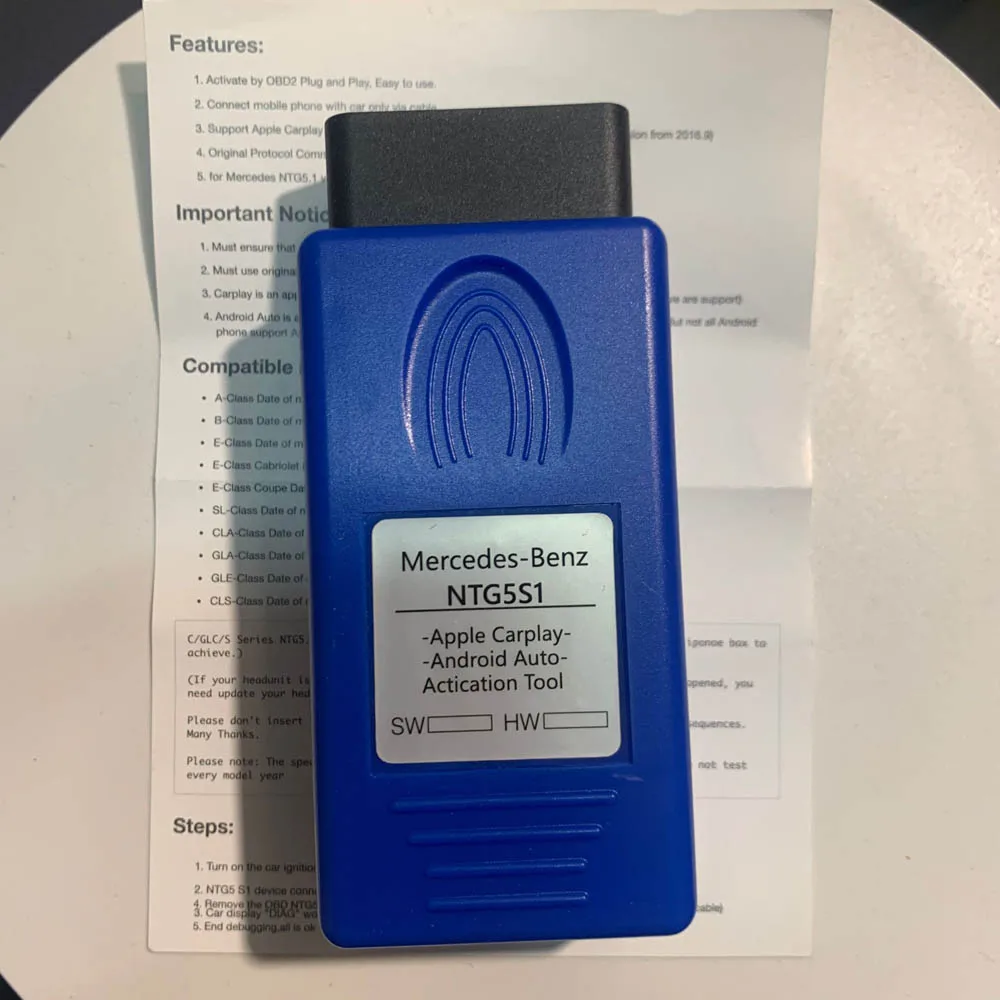 Features:
1. Activate by OBD2 Plug and Play, Easy to use.
2. Connect mobile phone with car only via cable
3. Support Apple Carplay
ion from 2018.9)
4. Original Protocol Comm
5. for Mercedes NTG5.1
Important Notic
1. Must ensure that
2. Must use origina
3. Carplay is an app
e are support)
4. Android Auto is
but not all Android
phone support A
Compatible
A-Class Date of
B-Class Date of m
E-Class Date of m
E-Class Cabriolet
E-Class Coupe Da
SL-Class Date of
CLA-Class Date of
GLA-Class Date of
GLE-Class Date of
CLS-Class Date of
C/GLC/S Series NTG5.
iponoe box to
achieve.)
(If your headunit is
opened, you
need update your hed
Please don't insert
sequences.
Many Thanks.
Please note: The spe
not test
every model year
Steps:
1. Turn on the car ignition
2. NTG5 S1 device conn
4. Remove the OBD NTG5
3. Car display "DIAG" wo
cable)
5. End debugging,all is ok
Mercedes-Benz
NTG5S1
-Apple Carplay-
-Android Auto-
Actication Tool
SW HW